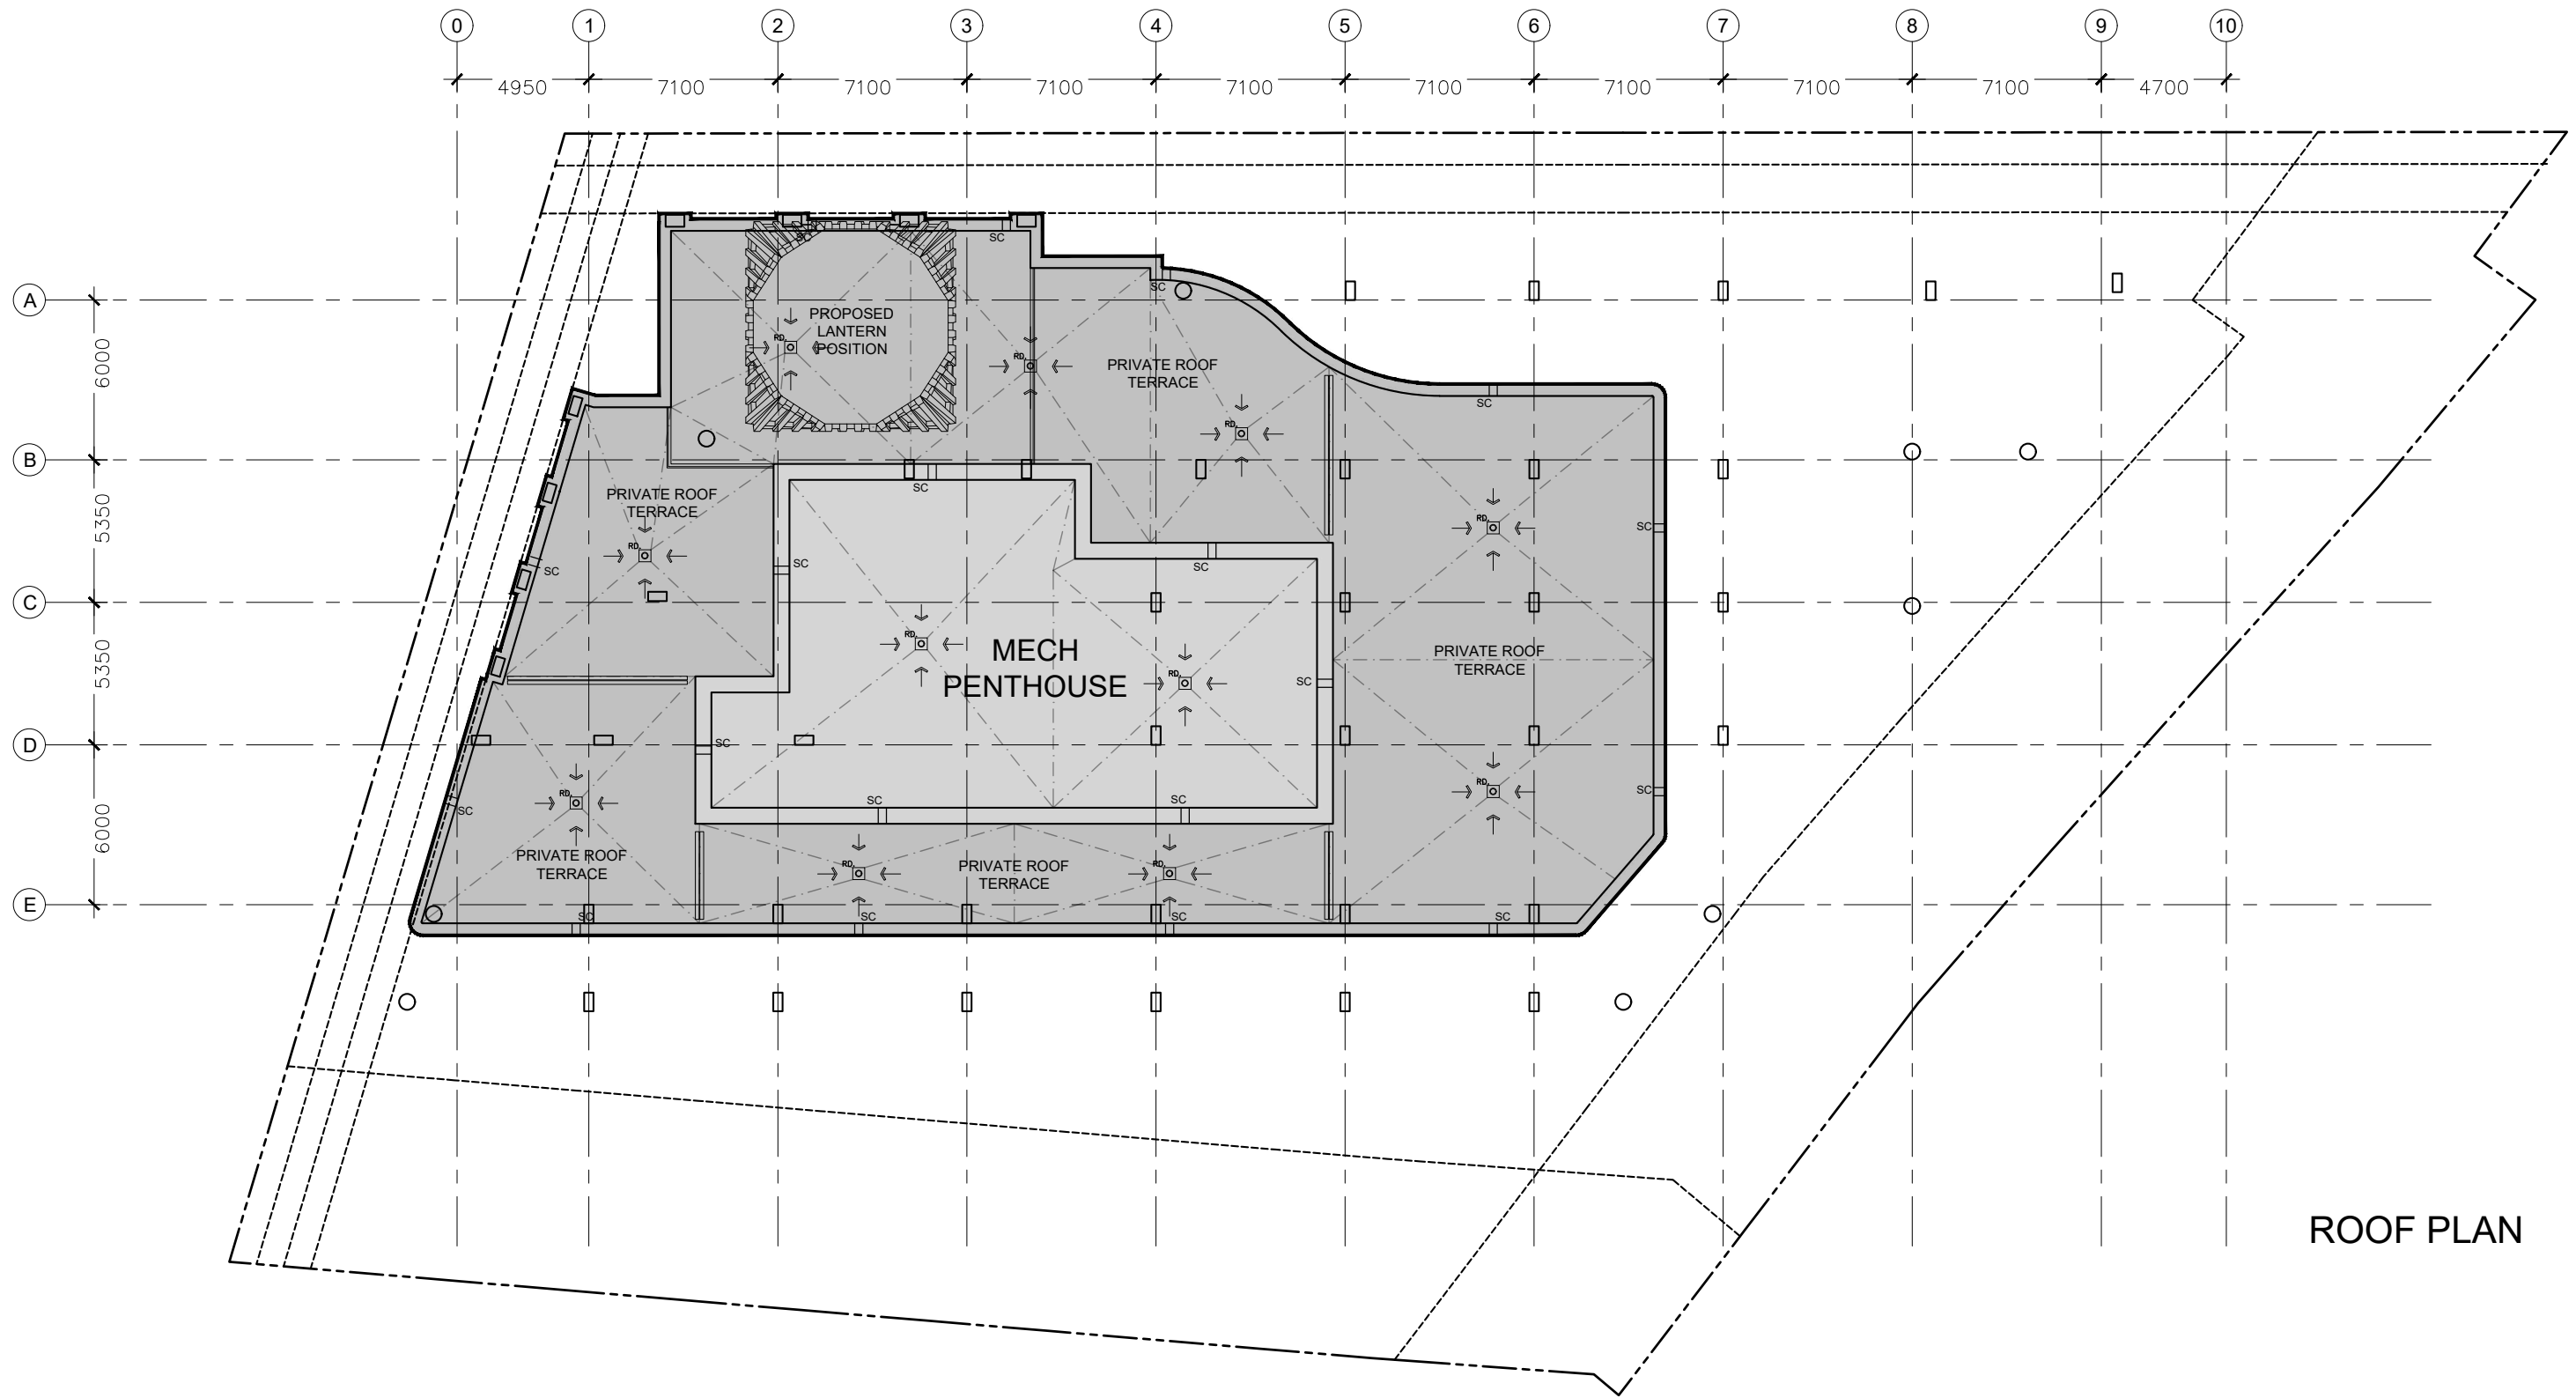 0 1 2 3 4 5 6 7 8 9 10
4950 7100 7100 7100 7100 7100 7100 7100 7100 4700
SC SC
A
SC
PROPOSED
LANTERN
POSITION
RD.
RD.
6000
PRIVATE ROOF
TERRACE
SC
RD.
B
SC
PRIVATE ROOF
TERRACE
5350
RD.
SC
RD.
SC
SC
SC
C
RD.
MECH
PENTHOUSE
5350
PRIVATE ROOF
TERRACE
RD.
SC
D
SC
RD.
RD.
SC
SC
SC
SC
6000
PRIVATE ROOF
TERRACE
RD.
PRIVATE ROOF
TERRACE
RD.
E
SC
SC
SC
SC
ROOF PLAN